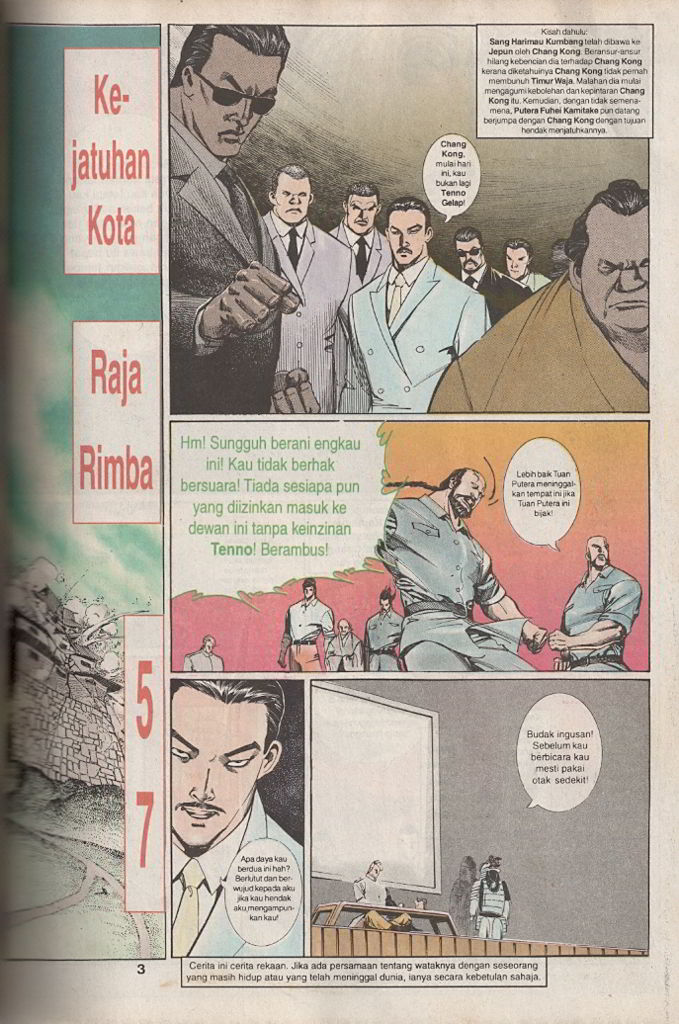 Ke-
jatuhan
Kota
Raja
Rimba
5
7
Kisah dahulu:
Sang Harimau Kumbang telah dibawa ke
Jepun oleh Chang Kong. Beransur-ansur
hilang kebencian dia terhadap Chang Kong
kerana diketahuinya Chang Kong tidak pernah
membunuh Timur Waja. Malahan dia mulai
mengagumi kebolehan dan kepintaran Chang
Kong itu. Kemudian, dengan tidak semena-
mena, Putera Fuhei Kamitake pun datang
berjumpa dengan Chang Kong dengan tujuan
hendak menjatuhkannya.
Chang
Kong,
mulai hari
ini, kau
bukan lagi
Tenno
Gelap!
Hm! Sungguh berani engkau
ini! Kau tidak berhak
bersuara! Tiada sesiapa pun
yang diizinkan masuk ke
dewan ini tanpa keinzinan
Tenno! Berambus!
Lebih baik Tuan
Putera meninggal-
kan tempat ini jika
Tuan Putera ini
bijak!
Apa daya kau
berdua ini hah?
Berlutut dan ber-
wujud kepada aku
jika kau hendak
aku,mengampun-
kan kau!
Budak ingusan!
Sebelum kau
berbicara kau
mesti pakai
otak sedekit!
3
Cerita ini cerita rekaan. Jika ada persamaan tentang wataknya dengan seseorang
yang masih hidup atau yang telah meninggal dunia, ianya secara kebetulan sahaja.